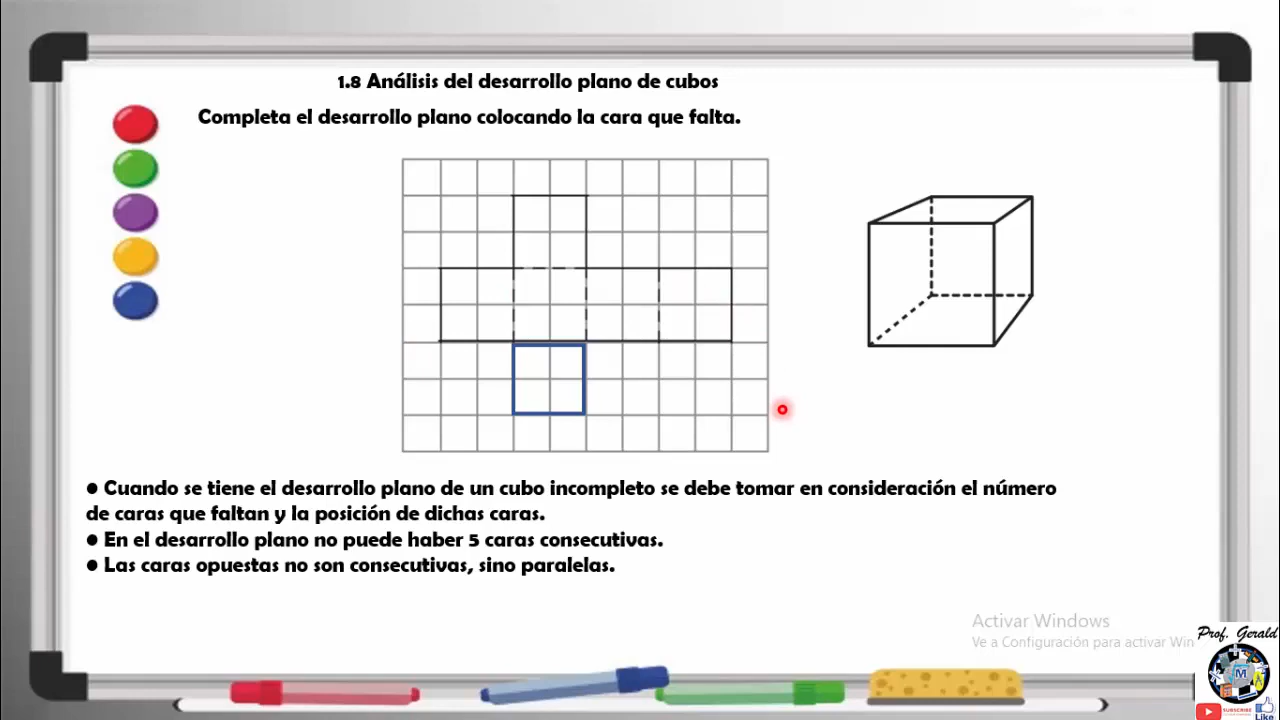 1.8 Análisis del desarrollo plano de cubos
Completa el desarrollo plano colocando la cara que falta.
● Cuando se tiene el desarrollo plano de un cubo incompleto se debe tomar en consideración el número
de caras que faltan y la posición de dichas caras.
● En el desarrollo plano no puede haber 5 caras consecutivas.
● Las caras opuestas no son consecutivas, sino paralelas.
Activar Windows
Ve a Configuración para activar Win
Prof. Gerald
M
SUBSCRIBE
Like